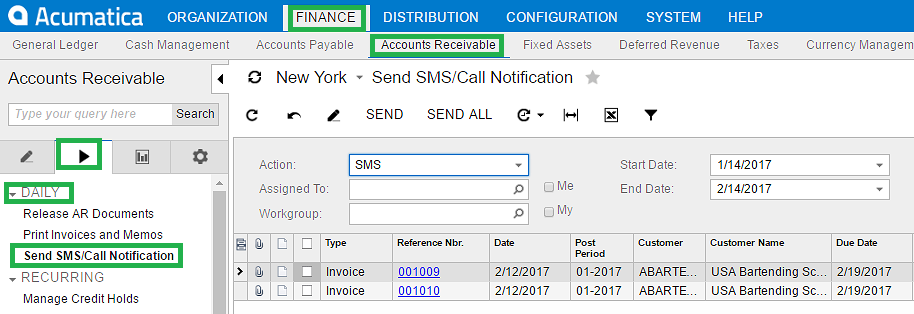 Acumatica ORGANIZATION FINANCE DISTRIBUTION CONFIGURATION SYSTEM HELP
General Ledger Cash Management Accounts Payable Accounts Receivable Fixed Assets Deferred Revenue Taxes Currency Managem
Accounts Receivable
New York Send SMS/Call Notification
Type your query here Search
SEND SEND ALL
Action: SMS Start Date: 1/14/2017
Assigned To: Me End Date: 2/14/2017
Workgroup: My
DAILY
Release AR Documents
Print Invoices and Memos
Send SMS/Call Notification
RECURRING
Manage Credit Holds
Type Reference Nbr. Date Post Period Customer Customer Name Due Date
Invoice 001009 2/12/2017 01-2017 ABARTE... USA Bartending Sc... 2/19/2017
Invoice 001010 2/12/2017 01-2017 ABARTE... USA Bartending Sc... 2/19/2017